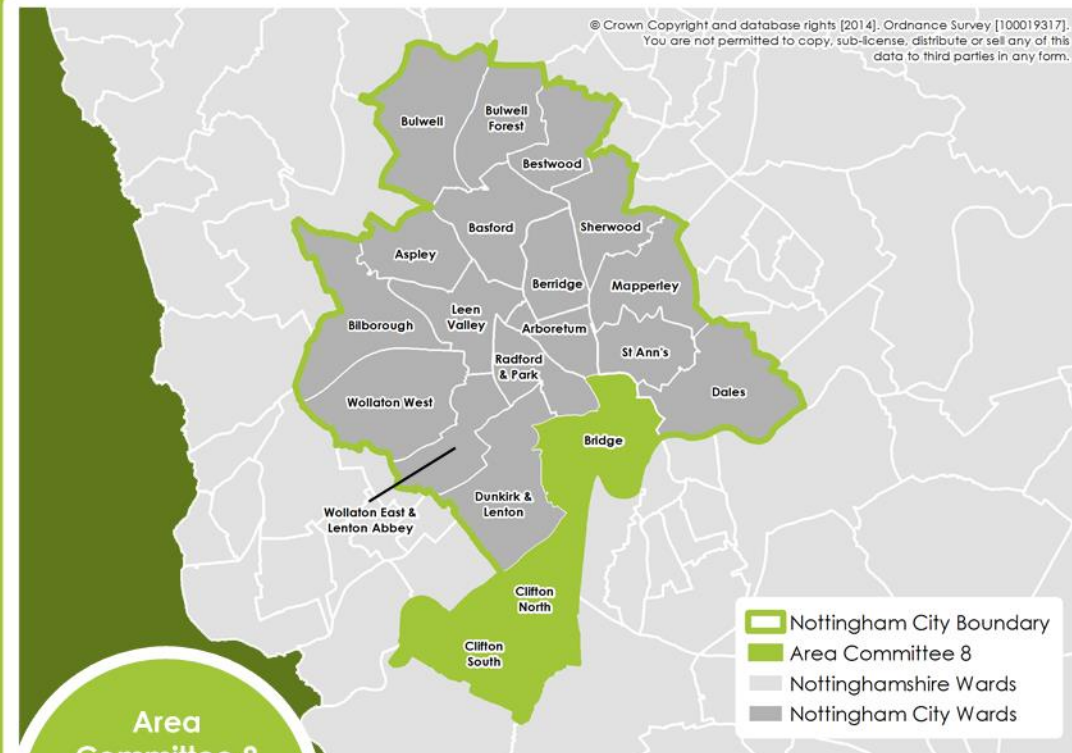 © Crown Copyright and database rights [2014]. Ordnance Survey [100019317].
You are not permitted to copy, sub-license, distribute or sell any of this
data to third parties in any form.
Bulwell
Bulwell
Forest
Bestwood
Basford
Sherwood
Aspley
Berridge
Mapperley
Leen
Valley
Bilborough
Arboretum
St Ann's
Radford
& Park
Dales
Wollaton West
Bridge
Dunkirk &
Lenton
Wollaton East &
Lenton Abbey
Clifton
North
Clifton
South
Nottingham City Boundary
Area Committee 8
Nottinghamshire Wards
Nottingham City Wards
Area
Committee 8